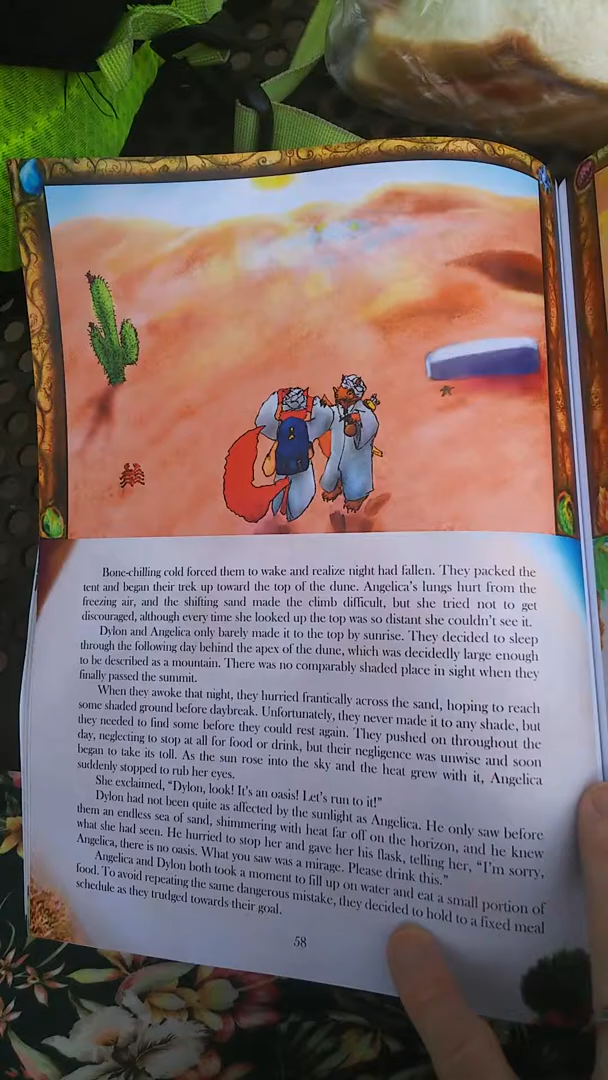 Bone-chilling cold forced them to wake and realize night had fallen. They packed the
tent and began their trek up toward the top of the dune. Angelica's lungs hurt from the
freezing air, and the shifting sand made the climb difficult, but she tried not to get
discouraged, although every time she looked up the top was so distant she couldn't see it.
Dylon and Angelica only barely made it to the top by sunrise. They decided to sleep
through the following day behind the apex of the dune, which was decidedly large enough
to be described as a mountain. There was no comparably shaded place in sight when they
finally passed the summit.
When they awoke that night, they hurried frantically across the sand, hoping to reach
some shaded ground before daybreak. Unfortunately, they never made it to any shade, but
they needed to find some before they could rest again. They pushed on throughout the
day, neglecting to stop at all for food or drink, but their negligence was unwise and soon
began to take its toll. As the sun rose into the sky and the heat grew with it, Angelica
suddenly stopped to rub her eyes.
She exclaimed, "Dylon, look! It's an oasis! Let's run to it!"
Dylon had not been quite as affected by the sunlight as Angelica. He only saw before
them an endless sea of sand, shimmering with heat far off on the horizon, and he knew
what she had seen. He hurried to stop her and gave her his flask, telling her, "I'm sorry,
Angelica, there is no oasis. What you saw was a mirage. Please drink this."
Angelica and Dylon both took a moment to fill up on water and eat a small portion of
food. To avoid repeating the same dangerous mistake, they decided to hold to a fixed meal
schedule as they trudged towards their goal.
58